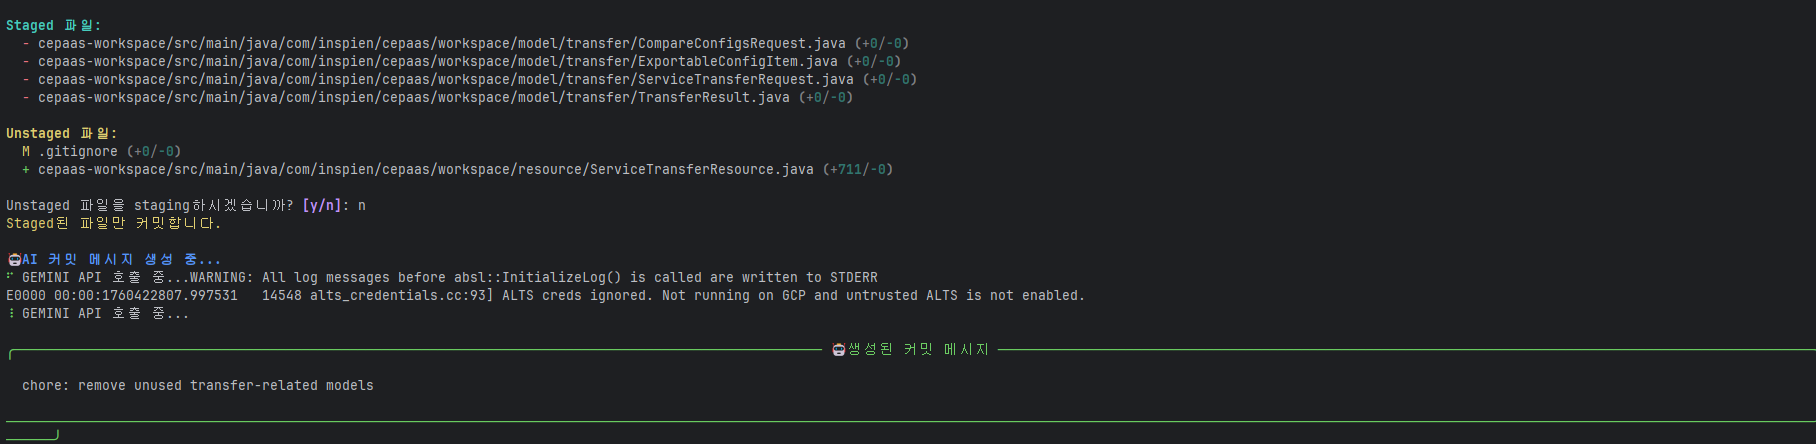 Staged 파일:
- cepaas-workspace/src/main/java/com/inspien/cepaas/workspace/model/transfer/CompareConfigsRequest.java (+0/-0)
- cepaas-workspace/src/main/java/com/inspien/cepaas/workspace/model/transfer/ExportableConfigItem.java (+0/-0)
- cepaas-workspace/src/main/java/com/inspien/cepaas/workspace/model/transfer/ServiceTransferRequest.java (+0/-0)
- cepaas-workspace/src/main/java/com/inspien/cepaas/workspace/model/transfer/TransferResult.java (+0/-0)
Unstaged 파일:
M .gitignore (+0/-0)
+ cepaas-workspace/src/main/java/com/inspien/cepaas/workspace/resource/ServiceTransferResource.java (+711/-0)
Unstaged 파일을 staging하시겠습니까? [y/n]: n
Staged된 파일만 커밋합니다.
AI 커밋 메시지 생성 중...
GEMINI API 호출 중...WARNING: All log messages before absl::InitializeLog() is called are written to STDERR
E0000 00:00:1760422807.997531   14548 alts_credentials.cc:93] ALTS creds ignored. Not running on GCP and untrusted ALTS is not enabled.
GEMINI API 호출 중...
생성된 커밋 메시지
chore: remove unused transfer-related models